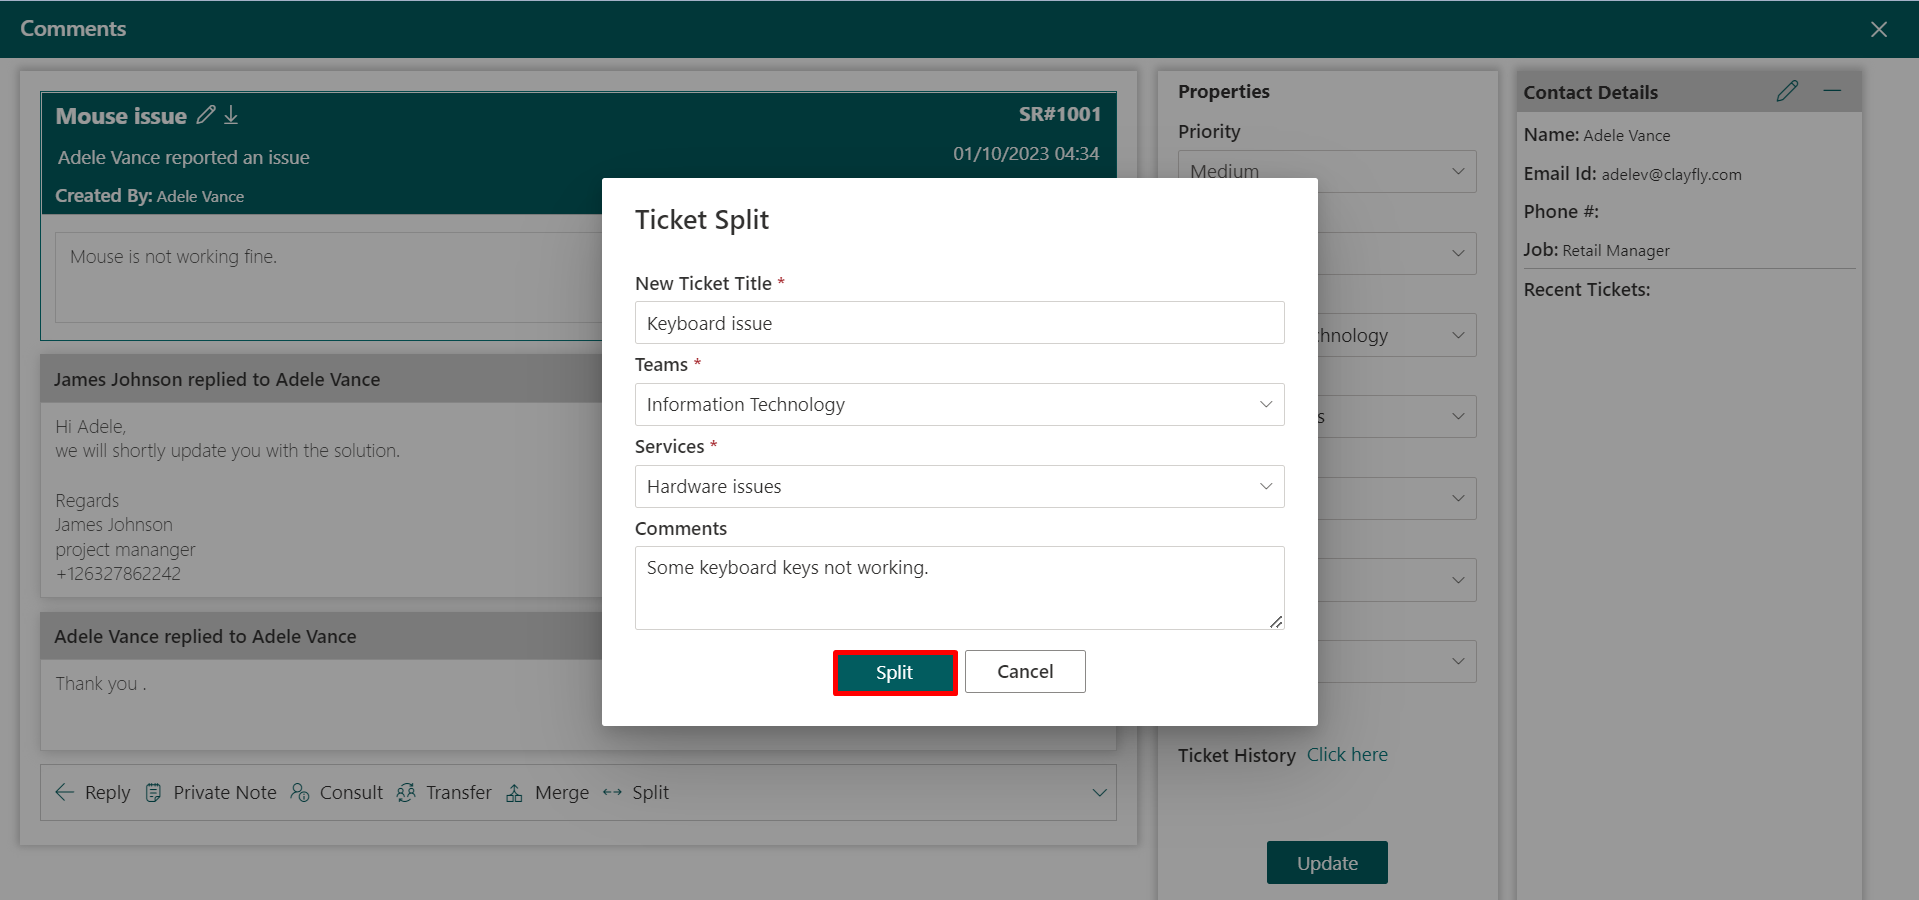 Comments
Mouse issue
SR#1001
Adele Vance reported an issue
01/10/2023 04:34
Created By: Adele Vance
Mouse is not working fine.
James Johnson replied to Adele Vance
Hi Adele,
we will shortly update you with the solution.
Regards
James Johnson
project mananger
+126327862242
Adele Vance replied to Adele Vance
Thank you .
Reply Private Note Consult Transfer Merge Split
Ticket Split
New Ticket Title *
Keyboard issue
Teams *
Information Technology
Services *
Hardware issues
Comments
Some keyboard keys not working.
Split Cancel
Properties
Priority
Medium
hnology
s
Ticket History Click here
Update
Contact Details
Name: Adele Vance
Email Id: adelev@clayfly.com
Phone #:
Job: Retail Manager
Recent Tickets: